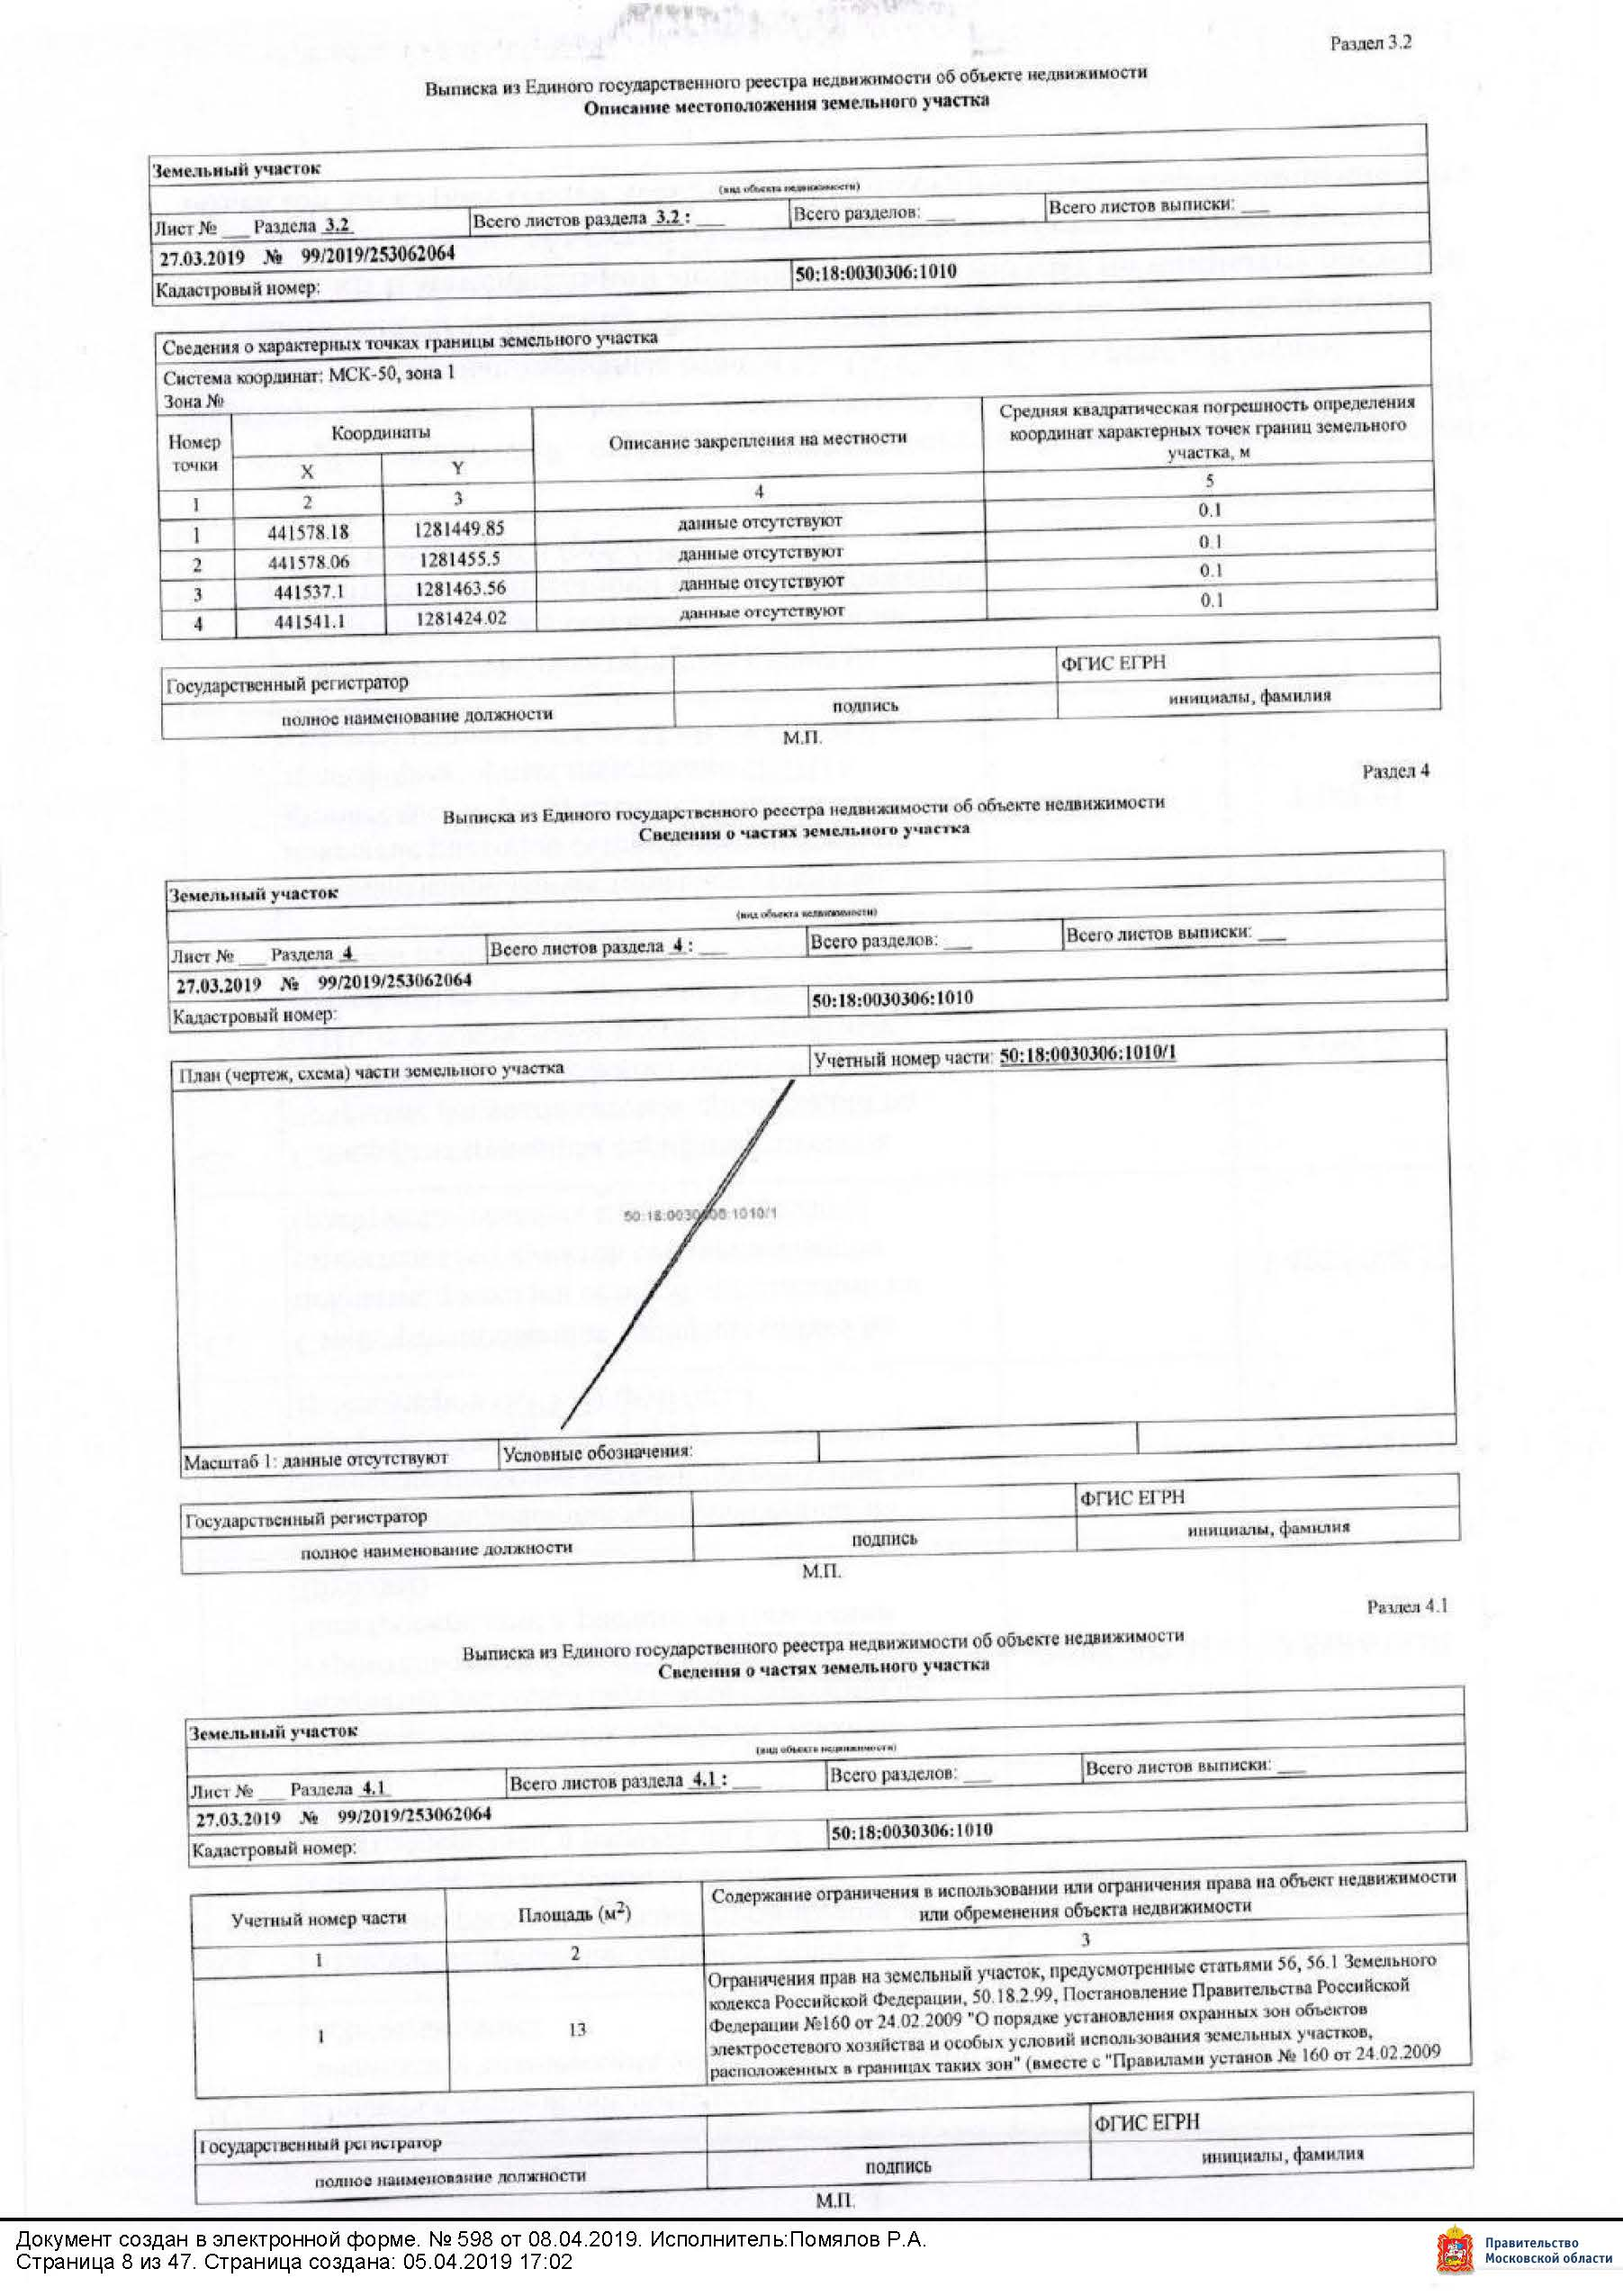 Раздел 3.2
Выписка из Единого государственного реестра недвижимости об объекте недвижимости
Описание местоположения земельного участка
Земельный участок
(вид объекта недвижимости)
Лист № ___ Раздела 3.2 Всего листов раздела 3.2 : ___ Всего разделов: ___ Всего листов выписки: ___
27.03.2019 № 99/2019/253062064
Кадастровый номер: 50:18:0030306:1010
Сведения о характерных точках границы земельного участка
Система координат: МСК-50, зона 1
Зона №
Номер точки Координаты Описание закрепления на местности Средняя квадратическая погрешность определения координат характерных точек границ земельного участка, м
X Y
1 2 3 4 5
1 441578.18 1281449.85 данные отсутствуют 0.1
2 441578.06 1281455.5 данные отсутствуют 0.1
3 441537.1 1281463.56 данные отсутствуют 0.1
4 441541.1 1281424.02 данные отсутствуют 0.1
Государственный регистратор ФГИС ЕГРН
полное наименование должности подпись инициалы, фамилия
М.П.
Раздел 4
Выписка из Единого государственного реестра недвижимости об объекте недвижимости
Сведения о частях земельного участка
Земельный участок
(вид объекта недвижимости)
Лист № ___ Раздела 4 Всего листов раздела 4 : ___ Всего разделов: ___ Всего листов выписки: ___
27.03.2019 № 99/2019/253062064
Кадастровый номер: 50:18:0030306:1010
План (чертеж, схема) части земельного участка Учетный номер части: 50:18:0030306:1010/1
50:18:0030306:1010/1
Масштаб 1: данные отсутствуют Условные обозначения:
Государственный регистратор ФГИС ЕГРН
полное наименование должности подпись инициалы, фамилия
М.П.
Раздел 4.1
Выписка из Единого государственного реестра недвижимости об объекте недвижимости
Сведения о частях земельного участка
Земельный участок
(вид объекта недвижимости)
Лист № ___ Раздела 4.1 Всего листов раздела 4.1 : ___ Всего разделов: ___ Всего листов выписки: ___
27.03.2019 № 99/2019/253062064
Кадастровый номер: 50:18:0030306:1010
Учетный номер части Площадь (м2) Содержание ограничения в использовании или ограничения права на объект недвижимости
или обременения объекта недвижимости
1 2 3
1 13 Ограничения прав на земельный участок, предусмотренные статьями 56, 56.1 Земельного
кодекса Российской Федерации, 50.18.2.99, Постановление Правительства Российской
Федерации №160 от 24.02.2009 "О порядке установления охранных зон объектов
электросетевого хозяйства и особых условий использования земельных участков,
расположенных в границах таких зон" (вместе с "Правилами установ № 160 от 24.02.2009
Государственный регистратор ФГИС ЕГРН
полное наименование должности подпись инициалы, фамилия
М.П.
Документ создан в электронной форме. № 598 от 08.04.2019. Исполнитель:Помялов Р.А.
Страница 8 из 47. Страница создана: 05.04.2019 17:02
Правительство
Московской области